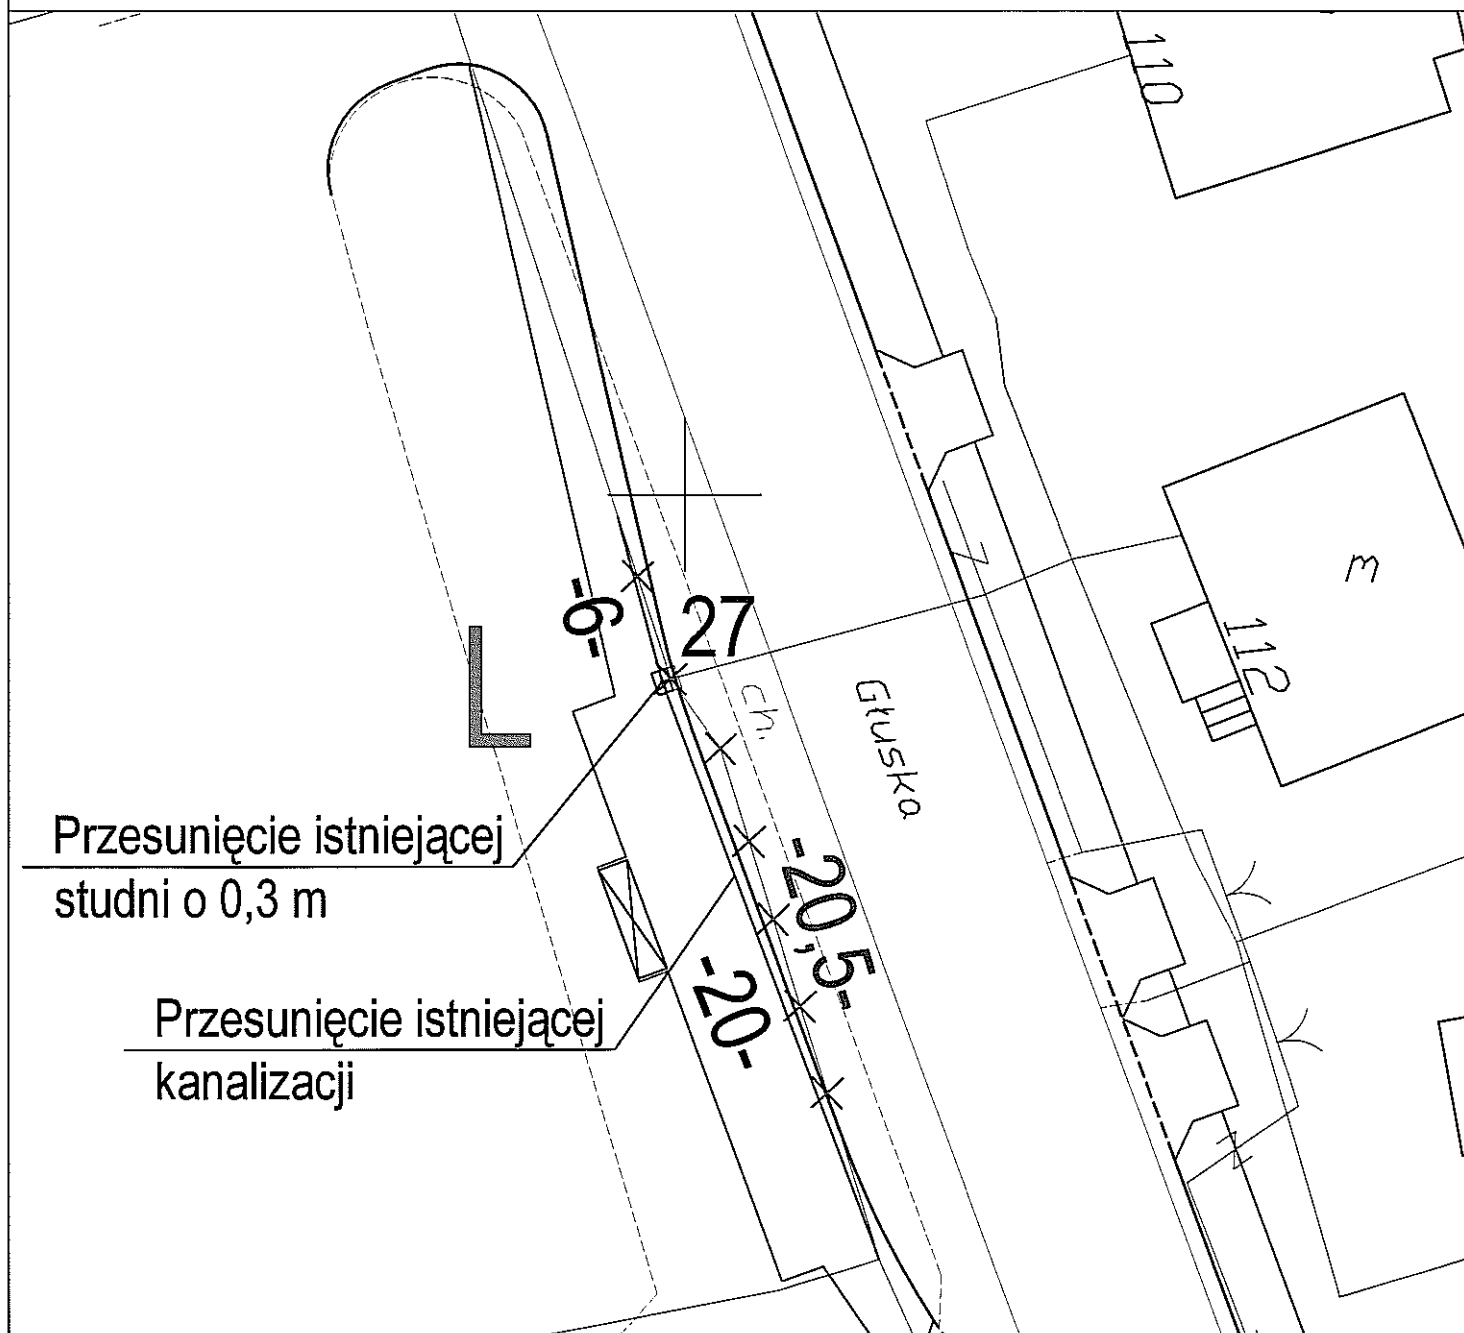 110
m
112
-6-
27
L
ch.
Głuska
Przesunięcie istniejącej
studni o 0,3 m
-20,5-
-20-
Przesunięcie istniejącej
kanalizacji